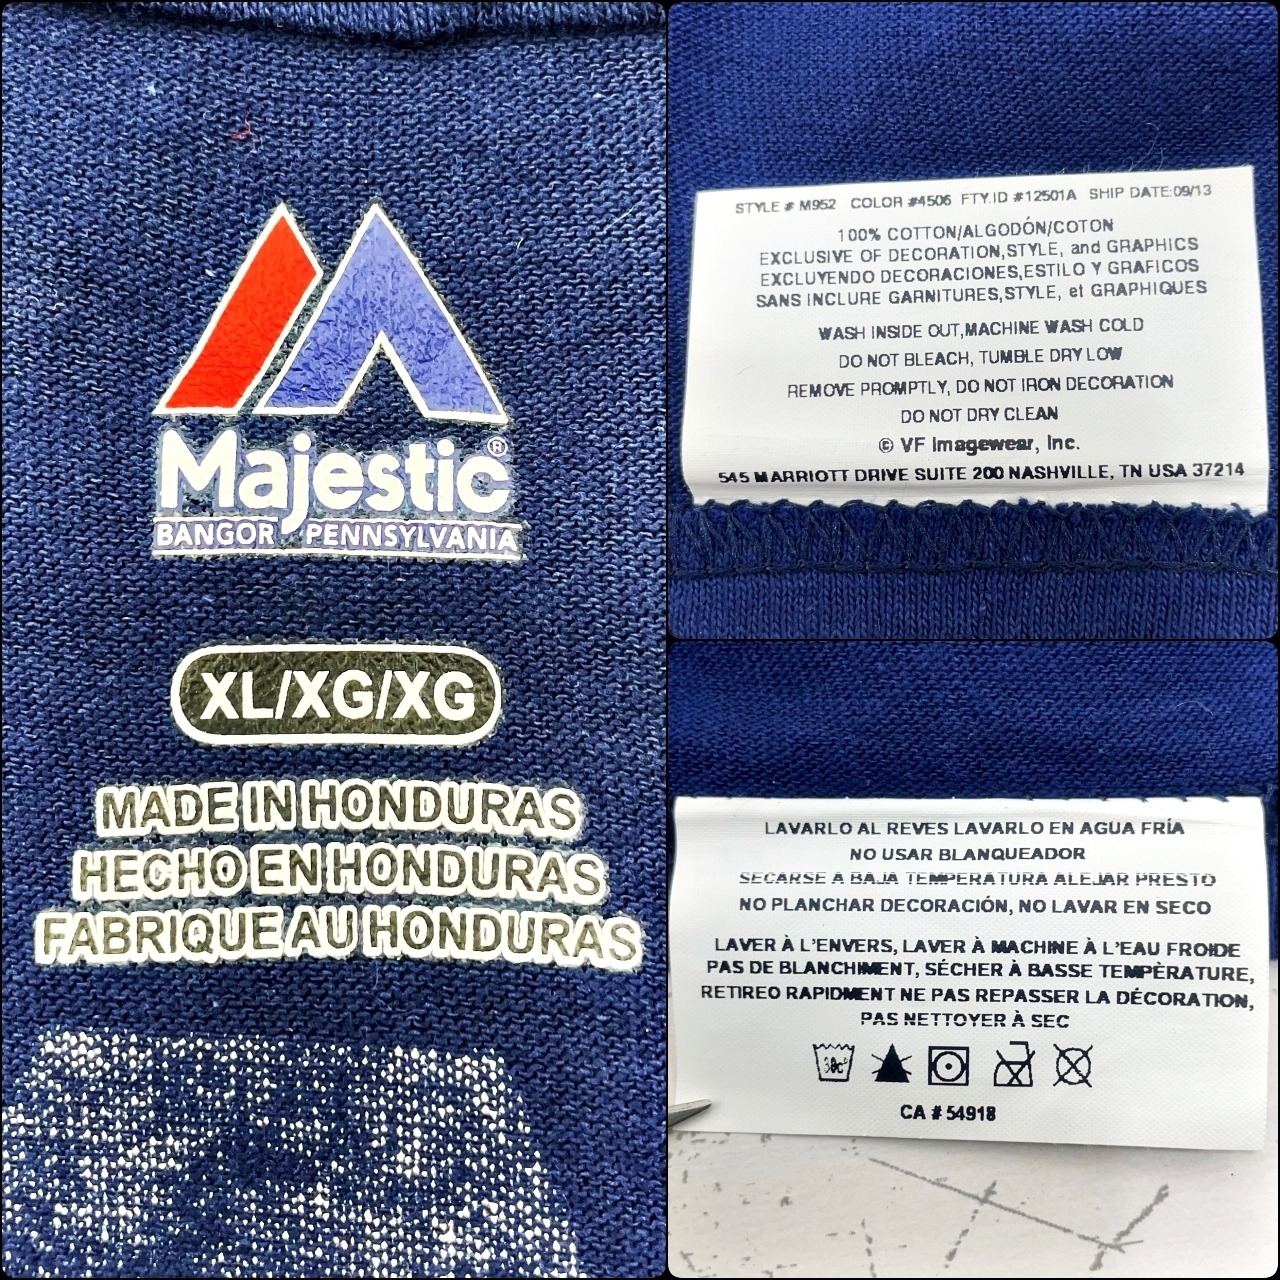 Majestic®
BANGOR PENNSYLVANIA
XL/XG/XG
MADE IN HONDURAS
HECHO EN HONDURAS
FABRIQUE AU HONDURAS
STYLE # M952 COLOR #4506 FTY.ID #12501A SHIP DATE:09/13
100% COTTON/ALGODÓN/COTON
EXCLUSIVE OF DECORATION,STYLE, and GRAPHICS
EXCLUYENDO DECORACIONES,ESTILO Y GRAFICOS
SANS INCLURE GARNITURES,STYLE, et GRAPHIQUES
WASH INSIDE OUT,MACHINE WASH COLD
DO NOT BLEACH, TUMBLE DRY LOW
REMOVE PROMPTLY, DO NOT IRON DECORATION
DO NOT DRY CLEAN
© VF Imagewear, Inc.
545 MARRIOTT DRIVE SUITE 200 NASHVILLE, TN USA 37214
LAVARLO AL REVES LAVARLO EN AGUA FRÍA
NO USAR BLANQUEADOR
SECARSE A BAJA TEMPERATURA ALEJAR PRESTO
NO PLANCHAR DECORACIÓN, NO LAVAR EN SECO
LAVER À L'ENVERS, LAVER À MACHINE À L'EAU FROIDE
PAS DE BLANCHIMENT, SÉCHER À BASSE TEMPÈRATURE,
RETIREO RAPIDMENT NE PAS REPASSER LA DÉCORATION,
PAS NETTOYER À SEC
30c
CA # 54918